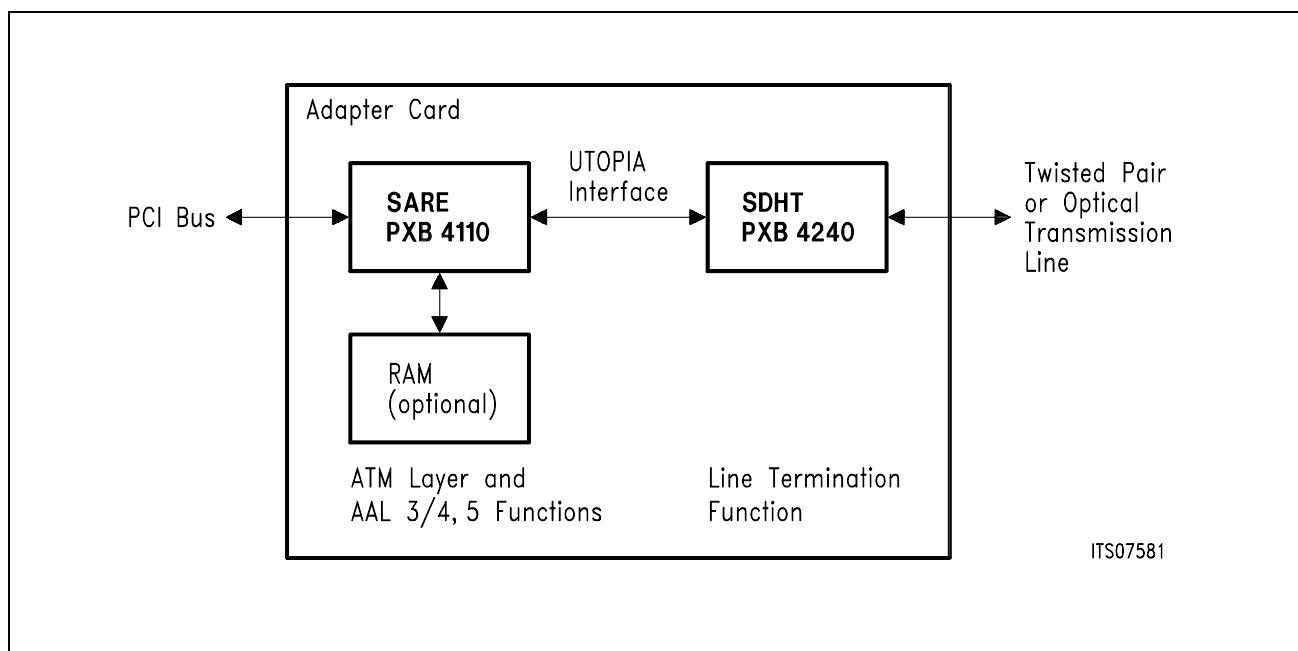 Adapter Card
PCI Bus
SARE
PXB 4110
UTOPIA
Interface
SDHT
PXB 4240
Twisted Pair
or Optical
Transmission
Line
RAM
(optional)
ATM Layer and
AAL 3/4, 5 Functions
Line Termination
Function
ITS07581